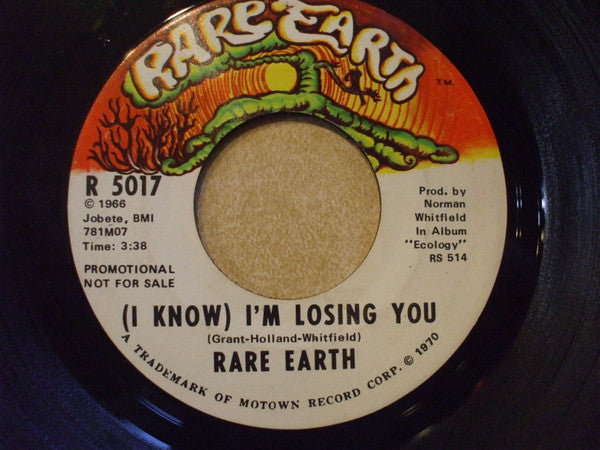 RARE EARTH
T.M.
R 5017
© 1966
Jobete, BMI
781M07
Time: 3:38
PROMOTIONAL
NOT FOR SALE
Prod. by
Norman
Whitfield
In Album
"Ecology"
RS 514
(I KNOW) I'M LOSING YOU
(Grant-Holland-Whitfield)
RARE EARTH
A TRADEMARK OF MOTOWN RECORD CORP. © 1970